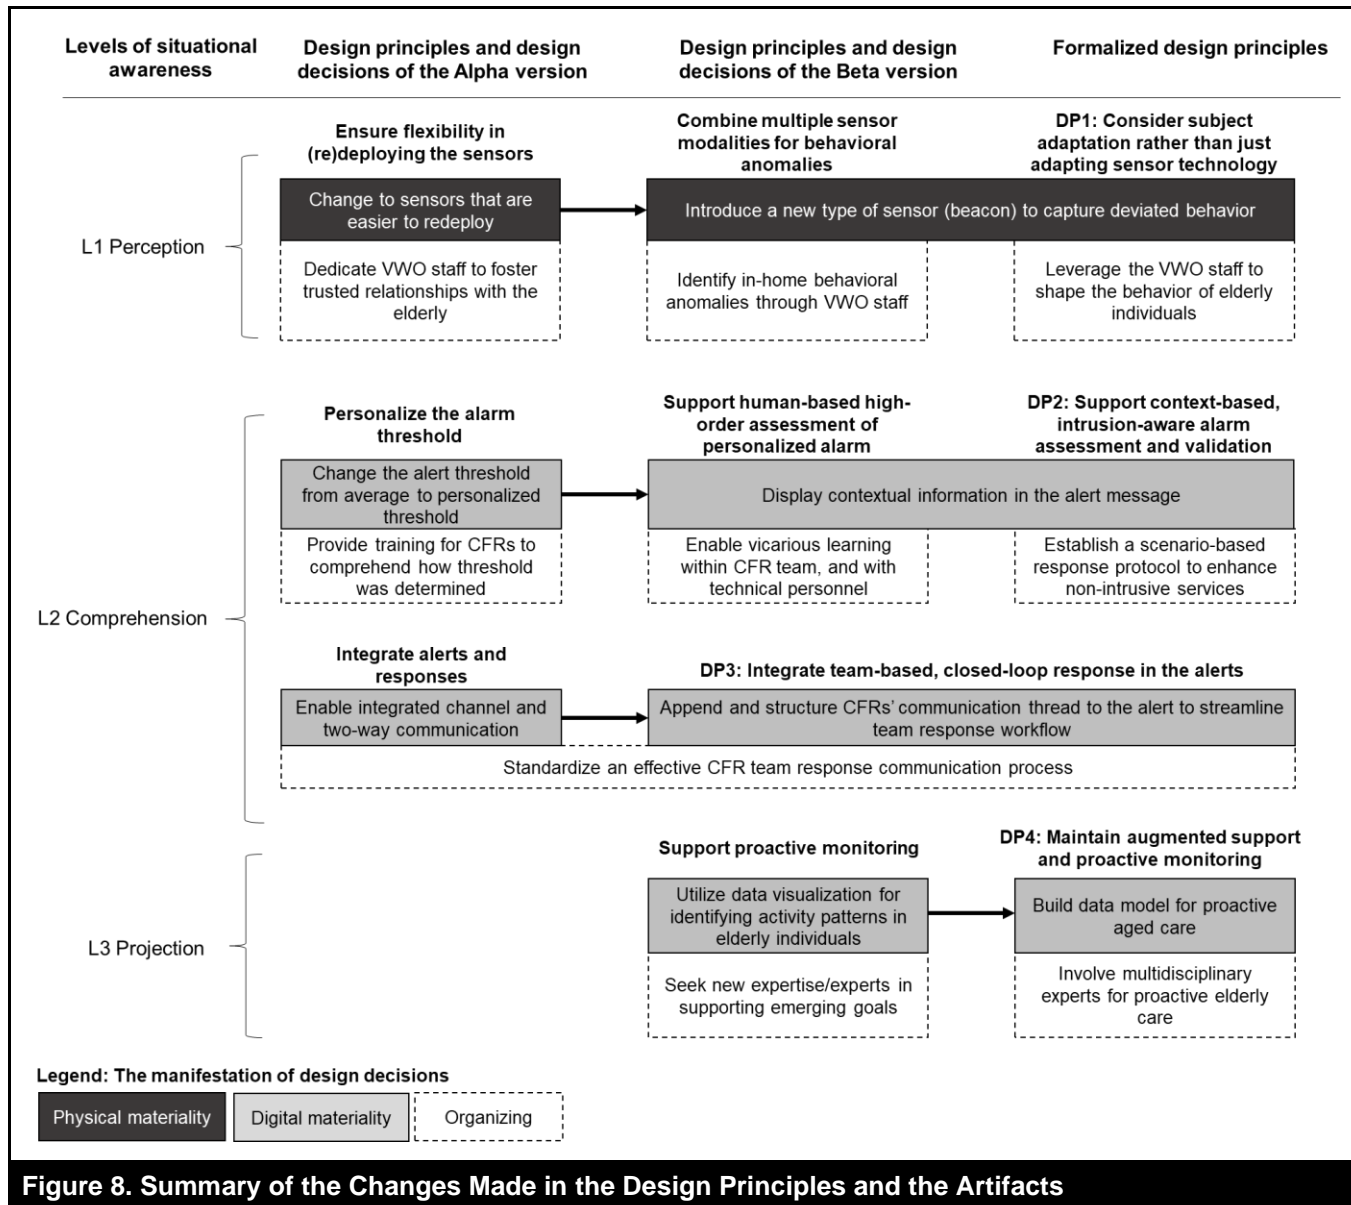 Levels of situational
awareness
Design principles and design
decisions of the Alpha version
Design principles and design
decisions of the Beta version
Formalized design principles
L1 Perception
Ensure flexibility in
(re)deploying the sensors
Combine multiple sensor
modalities for behavioral
anomalies
DP1: Consider subject
adaptation rather than just
adapting sensor technology
Change to sensors that are
easier to redeploy
Introduce a new type of sensor (beacon) to capture deviated behavior
Dedicate VWO staff to foster
trusted relationships with the
elderly
Identify in-home behavioral
anomalies through VWO staff
Leverage the VWO staff to
shape the behavior of elderly
individuals
L2 Comprehension
Personalize the alarm
threshold
Support human-based high-
order assessment of
personalized alarm
DP2: Support context-based,
intrusion-aware alarm
assessment and validation
Change the alert threshold
from average to personalized
threshold
Display contextual information in the alert message
Provide training for CFRs to
comprehend how threshold
was determined
Enable vicarious learning
within CFR team, and with
technical personnel
Establish a scenario-based
response protocol to enhance
non-intrusive services
Integrate alerts and
responses
DP3: Integrate team-based, closed-loop response in the alerts
Enable integrated channel and
two-way communication
Append and structure CFRs’ communication thread to the alert to streamline
team response workflow
Standardize an effective CFR team response communication process
L3 Projection
Support proactive monitoring
DP4: Maintain augmented support
and proactive monitoring
Utilize data visualization for
identifying activity patterns in
elderly individuals
Build data model for proactive
aged care
Seek new expertise/experts in
supporting emerging goals
Involve multidisciplinary
experts for proactive elderly
care
Legend: The manifestation of design decisions
Physical materiality
Digital materiality
Organizing
Figure 8. Summary of the Changes Made in the Design Principles and the Artifacts